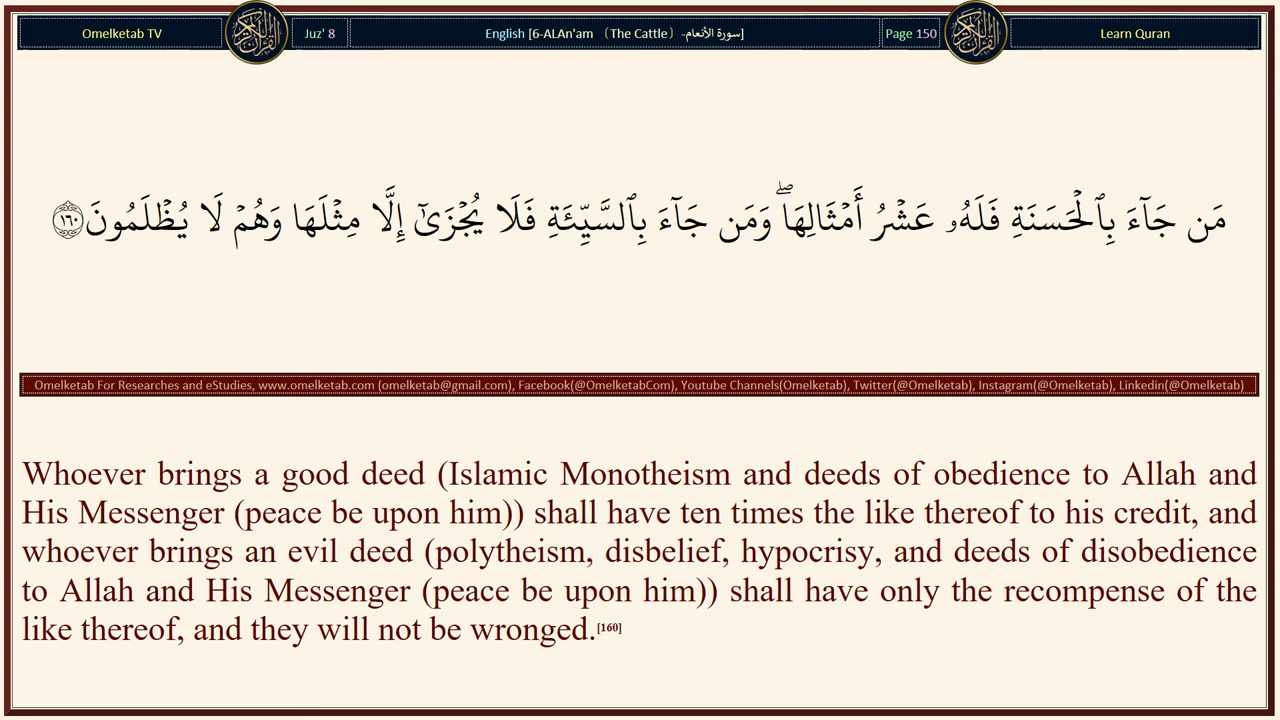 Omelketab TV
Juz' 8
English [6-ALAn'am (The Cattle) -سورة الأنعام]
Page 150
Learn Quran
مَن جَآءَ بِٱلْحَسَنَةِ فَلَهُۥ عَشْرُ أَمْثَالِهَا ۖ وَمَن جَآءَ بِٱلسَّيِّئَةِ فَلَا يُجْزَىٰٓ إِلَّا مِثْلَهَا وَهُمْ لَا يُظْلَمُونَ ١٦٠
Omelketab For Researches and eStudies, www.omelketab.com (omelketab@gmail.com), Facebook(@OmelketabCom), Youtube Channels(Omelketab), Twitter(@Omelketab), Instagram(@Omelketab), Linkedin(@Omelketab)
Whoever brings a good deed (Islamic Monotheism and deeds of obedience to Allah and
His Messenger (peace be upon him)) shall have ten times the like thereof to his credit, and
whoever brings an evil deed (polytheism, disbelief, hypocrisy, and deeds of disobedience
to Allah and His Messenger (peace be upon him)) shall have only the recompense of the
like thereof, and they will not be wronged.[160]